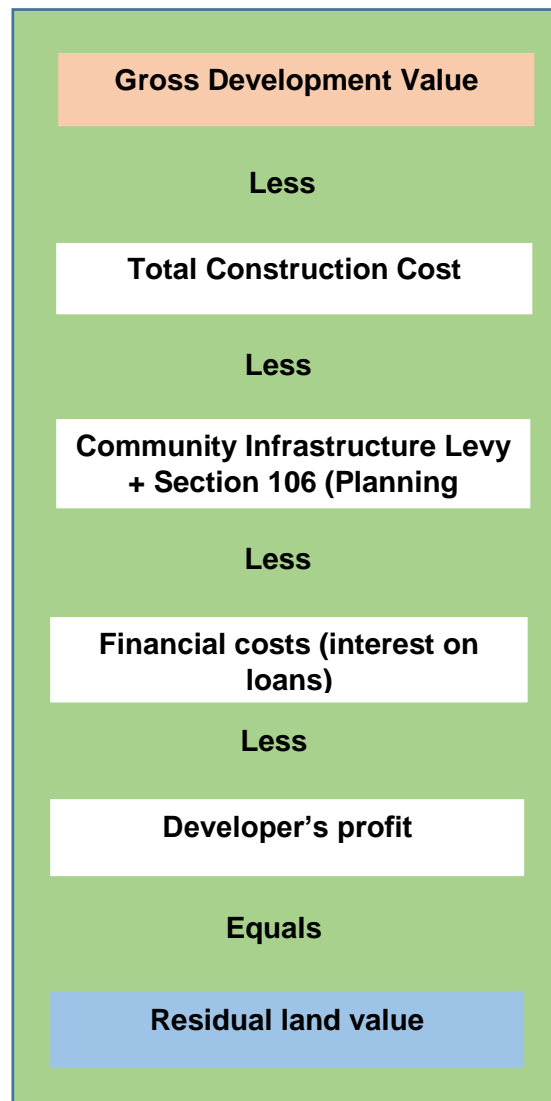 Gross Development Value
Less
Total Construction Cost
Less
Community Infrastructure Levy
+ Section 106 (Planning
Less
Financial costs (interest on
loans)
Less
Developer’s profit
Equals
Residual land value